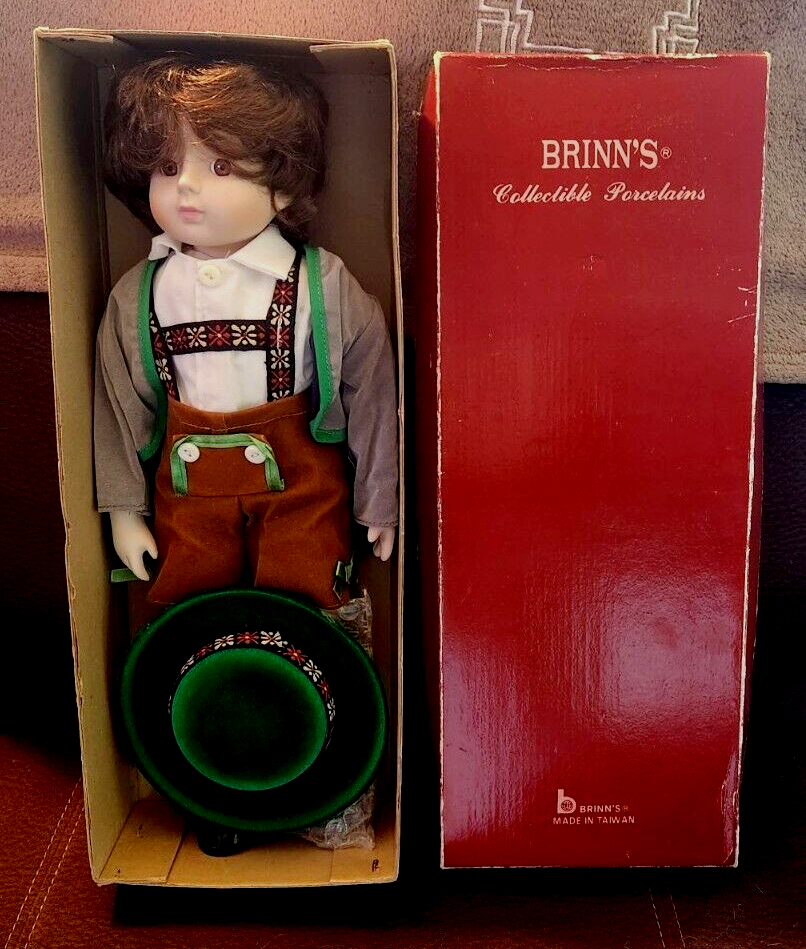 BRINN'S®
Collectible Porcelains
b BRINN'S®
MADE IN TAIWAN